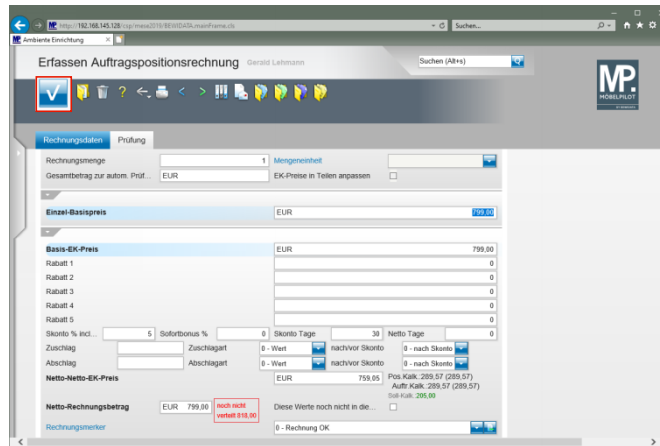 http://192.168.145.128/csp/mese2019/BEWIDATA.mainFrame.cls
Suchen...
Ambiente Einrichtung
Erfassen Auftragspositionsrechnung Gerald Lehmann
Suchen (Alt+s)
MP.
MÖBELPILOT
Rechnungsdaten Prüfung
Rechnungsmenge 1 Mengeneinheit
Gesamtbetrag zur autom. Prüf... EUR EK-Preise in Teilen anpassen
Einzel-Basispreis EUR 799,00
Basis-EK-Preis EUR 799,00
Rabatt 1 0
Rabatt 2 0
Rabatt 3 0
Rabatt 4 0
Rabatt 5 0
Skonto % incl... 5 Sofortbonus % 0 Skonto Tage 30 Netto Tage 0
Zuschlag Zuschlagart 0 - Wert nach/vor Skonto 0 - nach Skonto
Abschlag Abschlagart 0 - Wert nach/vor Skonto 0 - nach Skonto
Netto-Netto-EK-Preis EUR 759,05 Pos.Kalk.:289,57 (289,57)
Auftr.Kalk.:289,57 (289,57)
Soll-Kalk.:205,00
Netto-Rechnungsbetrag EUR 799,00 noch nicht verteilt 818,00 Diese Werte noch nicht in die...
Rechnungsmerker 0 - Rechnung OK